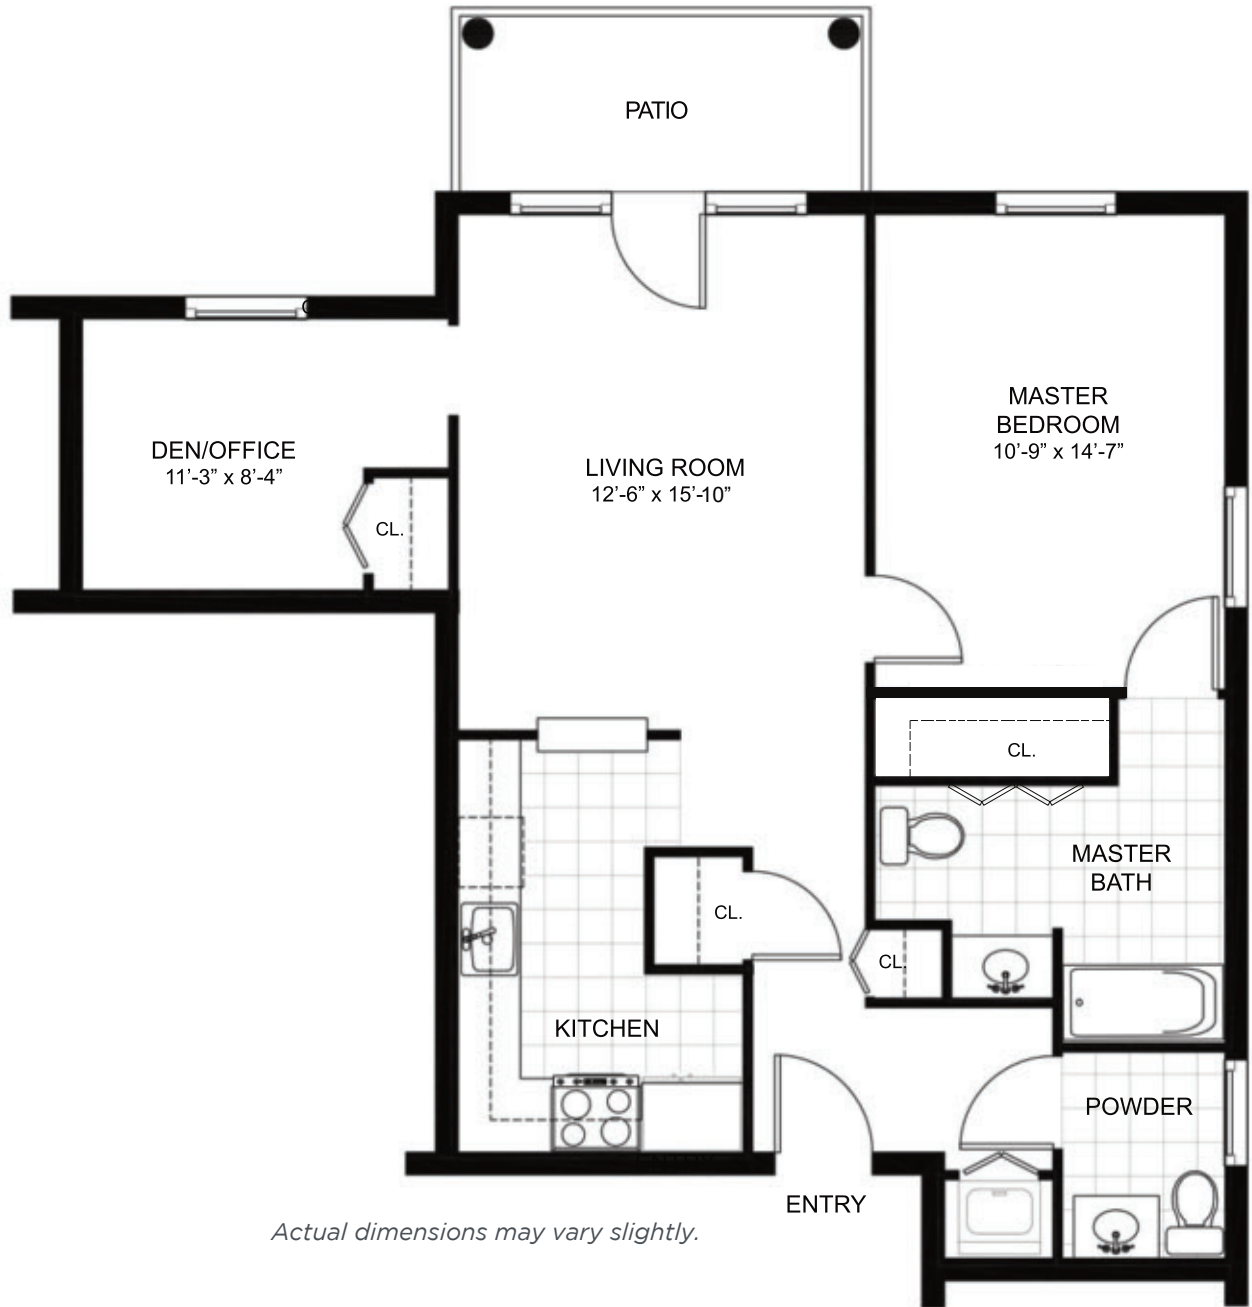 PATIO
MASTER
BEDROOM
10’-9” x 14’-7”
DEN/OFFICE
11’-3” x 8’-4”
LIVING ROOM
12’-6” x 15’-10”
CL.
CL.
MASTER
BATH
CL.
CL.
KITCHEN
POWDER
ENTRY
Actual dimensions may vary slightly.